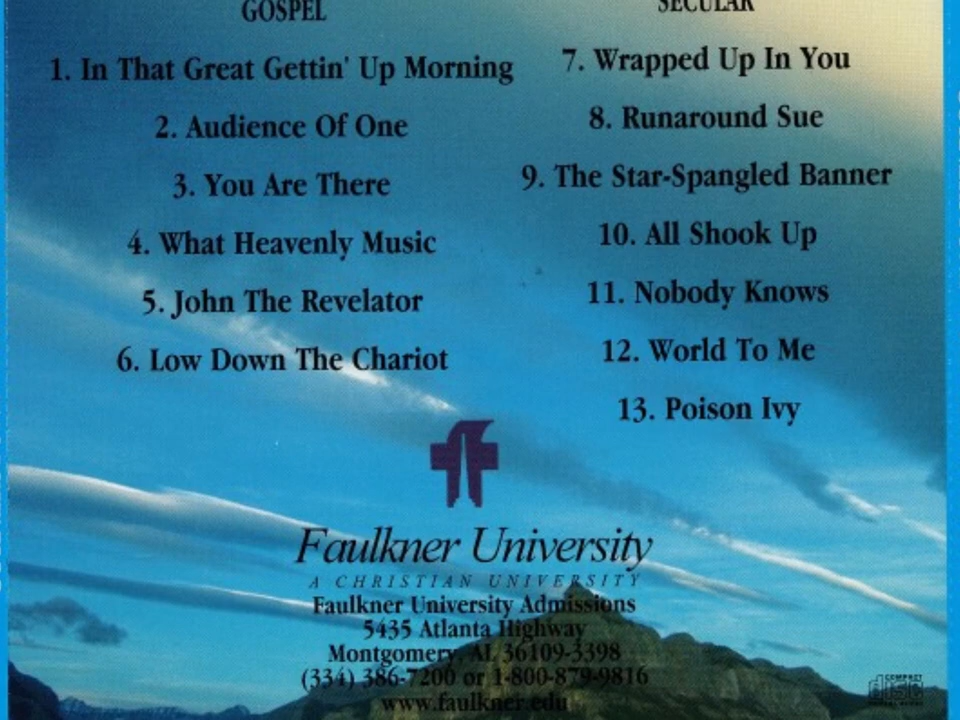 GOSPEL
1. In That Great Gettin' Up Morning
2. Audience Of One
3. You Are There
4. What Heavenly Music
5. John The Revelator
6. Low Down The Chariot
SECULAR
7. Wrapped Up In You
8. Runaround Sue
9. The Star-Spangled Banner
10. All Shook Up
11. Nobody Knows
12. World To Me
13. Poison Ivy
Faulkner University
A CHRISTIAN UNIVERSITY
Faulkner University Admissions
5435 Atlanta Highway
Montgomery, AL 36109-3398
(334) 386-7200 or 1-800-879-9816
www.faulkner.edu
COMPACT
disc